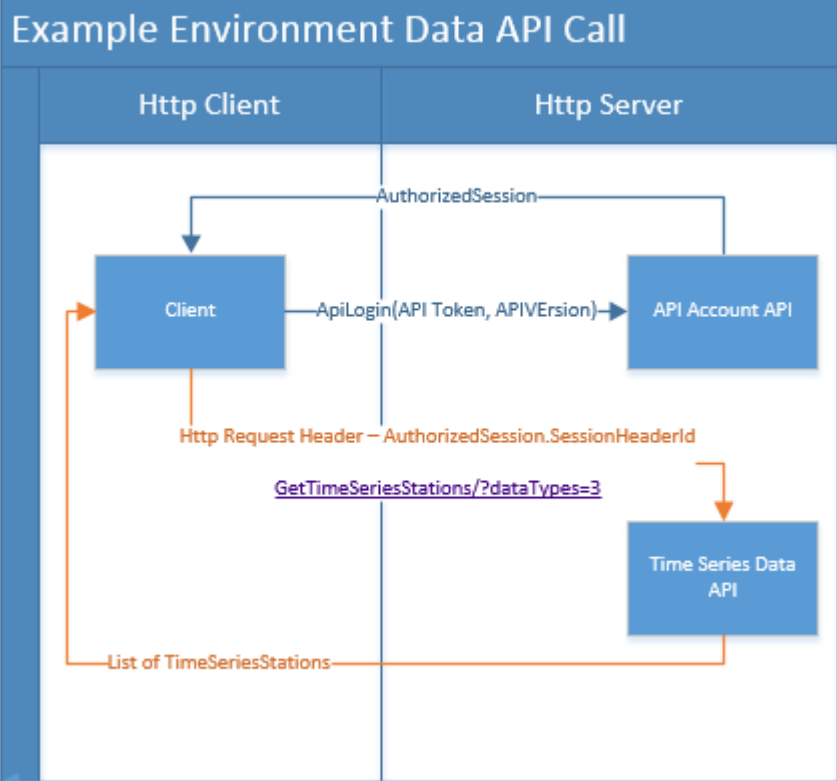 Example Environment Data API Call
Http Client
Http Server
AuthorizedSession
Client
ApiLogin(API Token, APIVErsion)
API Account API
Http Request Header – AuthorizedSession.SessionHeaderId
GetTimeSeriesStations/?dataTypes=3
Time Series Data
API
List of TimeSeriesStations